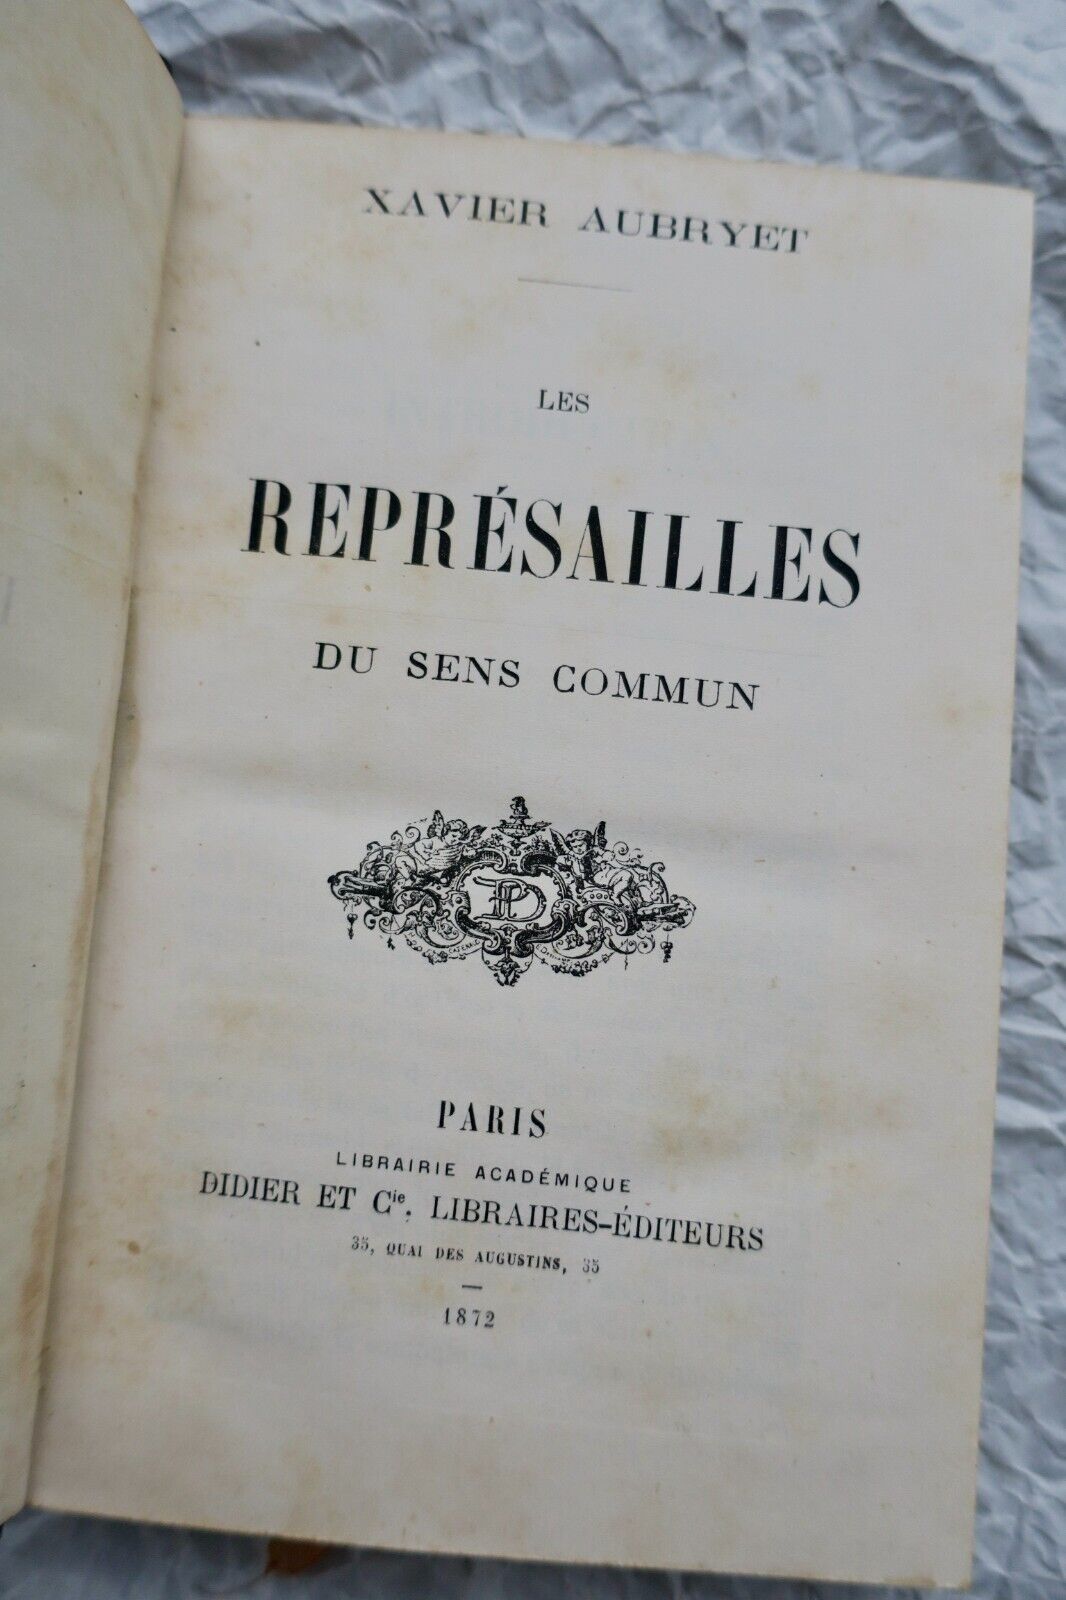 XAVIER AUBRYET
LES
REPRÉSAILLES
DU SENS COMMUN
PARIS
LIBRAIRIE ACADÉMIQUE
DIDIER ET Cie, LIBRAIRES-ÉDITEURS
35, QUAI DES AUGUSTINS, 35
1872